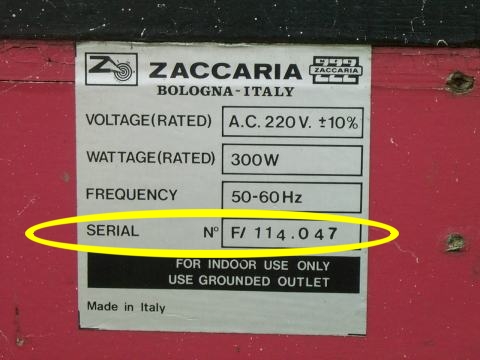 ZACCARIA
ZACCARIA
BOLOGNA-ITALY
VOLTAGE(RATED) A.C. 220V. ±10%
WATTAGE(RATED) 300W
FREQUENCY 50-60Hz
SERIAL N° F/ 114.047
FOR INDOOR USE ONLY
USE GROUNDED OUTLET
Made in Italy